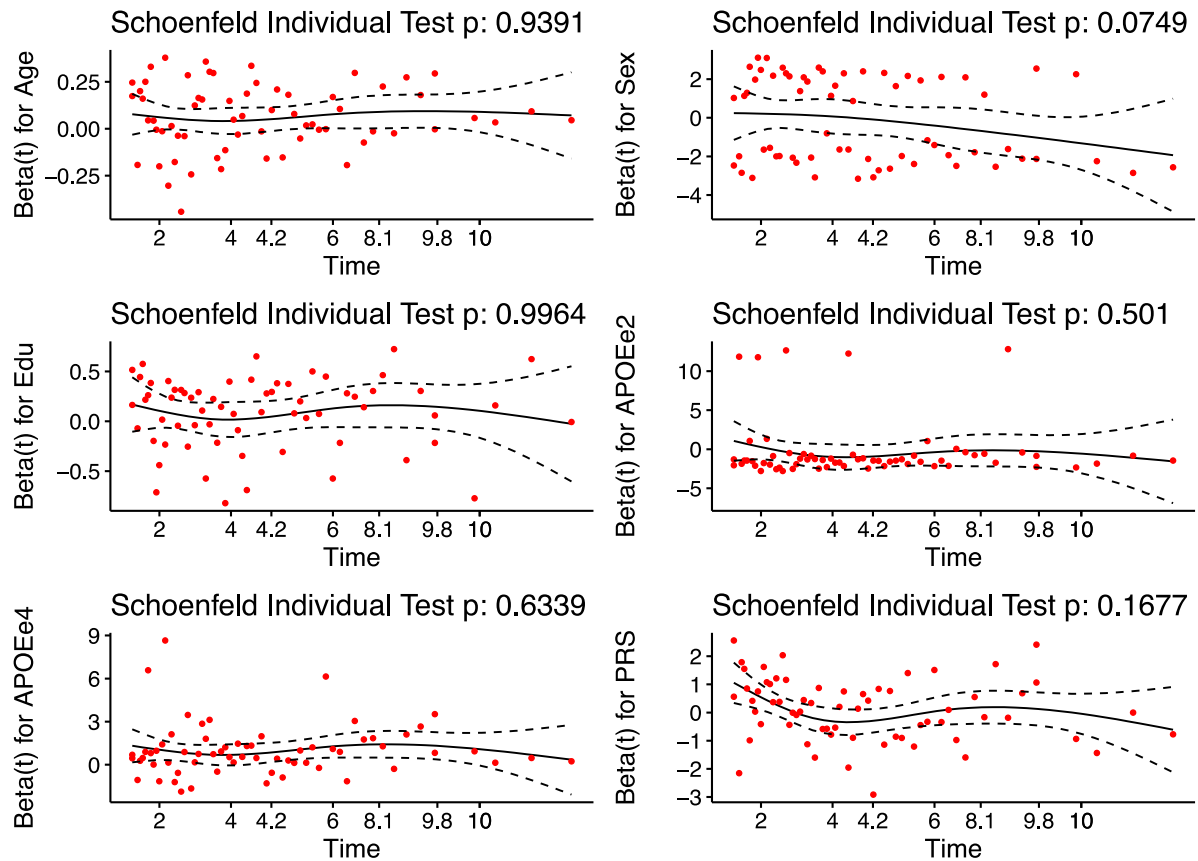 Schoenfeld Individual Test p: 0.9391
Beta(t) for Age
0.25
0.00
−0.25
2 4 4.2 6 8.1 9.8 10
Time
Schoenfeld Individual Test p: 0.0749
Beta(t) for Sex
2
0
−2
−4
2 4 4.2 6 8.1 9.8 10
Time
Schoenfeld Individual Test p: 0.9964
Beta(t) for Edu
0.5
0.0
−0.5
2 4 4.2 6 8.1 9.8 10
Time
Schoenfeld Individual Test p: 0.501
Beta(t) for APOEe2
10
5
0
−5
2 4 4.2 6 8.1 9.8 10
Time
Schoenfeld Individual Test p: 0.6339
Beta(t) for APOEe4
9
6
3
0
2 4 4.2 6 8.1 9.8 10
Time
Schoenfeld Individual Test p: 0.1677
Beta(t) for PRS
3
2
1
0
−1
−2
−3
2 4 4.2 6 8.1 9.8 10
Time